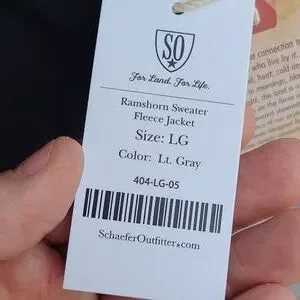 SO
For Land. For Life.
Ramshorn Sweater
Fleece Jacket
Size: LG
Color: Lt. Gray
404-LG-05
SchaeferOutfitter.com
connection